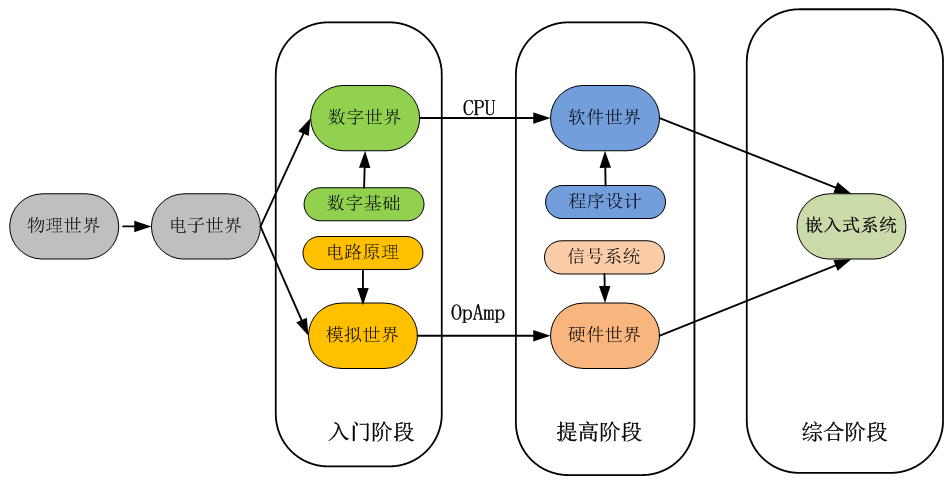 物理世界
电子世界
数字世界
数字基础
电路原理
模拟世界
入门阶段
CPU
OpAmp
软件世界
程序设计
信号系统
硬件世界
提高阶段
嵌入式系统
综合阶段